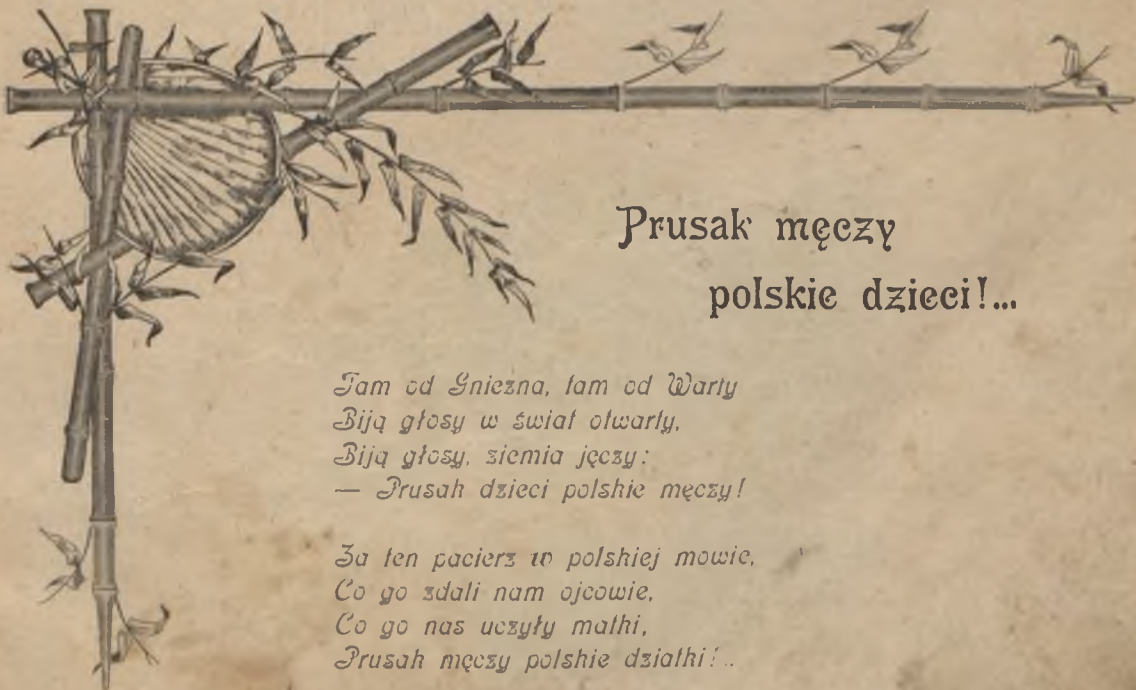 Prusak męczy
polskie dzieci!...
Tam od Gniezna, tam od Warty
Biją głosy w świat otwarty,
Biją głosy, ziemia jęczy:
— Prusak dzieci polskie męczy!
Za ten pacierz w polskiej mowie,
Co go zdali nam ojcowie,
Co go nas uczyły matki,
Prusak męczy polskie dziatki!..